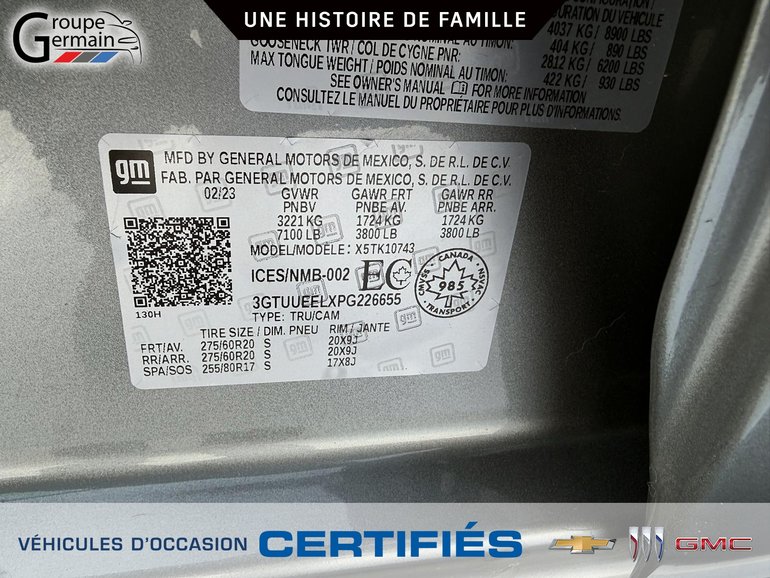 Groupe
Germain
UNE HISTOIRE DE FAMILLE
DURATION DU VÉHICULE
4037 KG/ 8900 LBS
404 KG/ 890 LBS
GOOSENECK TWR/ COL DE CYGNE PNR: 2812 KG/ 6200 LBS
MAX TONGUE WEIGHT/ POIDS NOMINAL AU TIMON: 422 KG/ 930 LBS
SEE OWNER'S MANUAL FOR MORE INFORMATION
CONSULTEZ LE MANUEL DU PROPRIÉTAIRE POUR PLUS D'INFORMATIONS
gm
MFD BY GENERAL MOTORS DE MEXICO, S. DE R.L. DE C.V.
FAB. PAR GENERAL MOTORS DE MEXICO, S. DE R.L. DE C.V.
02/23 GVWR GAWR FRT GAWR RR
PNBV PNBE AV. PNBE ARR.
3221 KG 1724 KG 1724 KG
7100 LB 3800 LB 3800 LB
MODEL/MODÈLE: X5TK10743
ICES/NMB-002 EC
CANADA
985
TRANSPORT
130H
3GTUUEELXPG226655
TYPE: TRU/CAM
TIRE SIZE / DIM. PNEU RIM / JANTE
FRT/AV. 275/60R20 S 20X9J
RR/ARR. 275/60R20 S 20X9J
SPA/SOS 255/80R17 S 17X8J
VÉHICULES D'OCCASION CERTIFIÉS
GMC